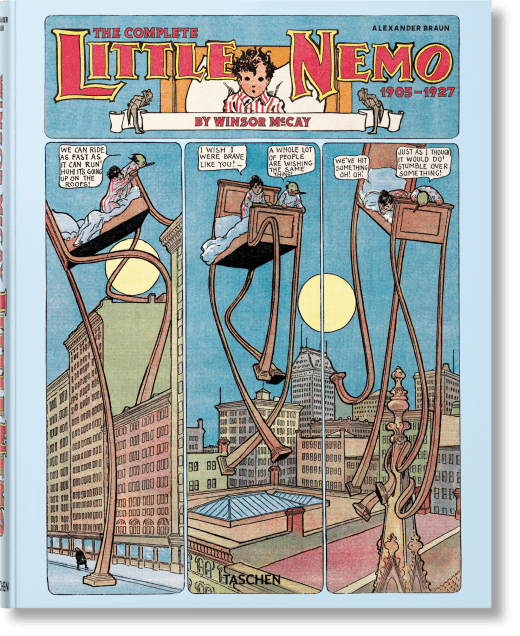 ALEXANDER BRAUN
THE COMPLETE
LITTLE NEMO
1905–1927
BY WINSOR McCAY
WE CAN RIDE
AS FAST AS
IT CAN RUN!
HUH! IT'S GOING
UP ON THE
ROOFS!
I WISH I
WERE BRAVE
LIKE YOU!
A WHOLE LOT
OF PEOPLE
ARE WISHING
THE SAME
THING
WE'VE HIT
SOMETHING
OH! OH!
JUST AS I THOUGHT
IT WOULD DO!
STUMBLE OVER
SOMETHING!
TASCHEN